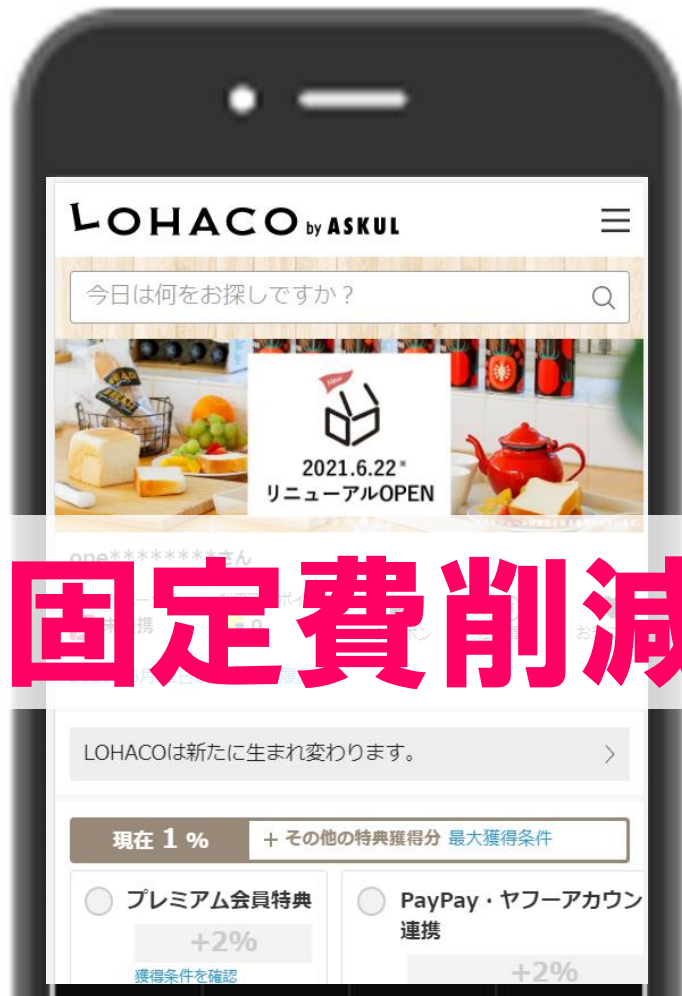 LOHACO by ASKUL
今日は何をお探しですか？
New
2021.6.22*
リニューアルOPEN
one********さん
固定費削減
LOHACOは新たに生まれ変わります。
現在 1 % + その他の特典獲得分 最大獲得条件
プレミアム会員特典
+2%
獲得条件を確認
PayPay・ヤフーアカウン
連携
+2%